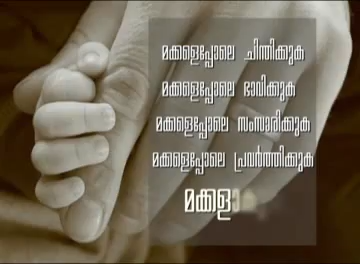 മക്കളെപ്പോലെ ചിന്തിക്കുക
മക്കളെപ്പോലെ ഭാവിക്കുക
മക്കളെപ്പോലെ സംസാരിക്കുക
മക്കളെപ്പോലെ പ്രവർത്തിക്കുക